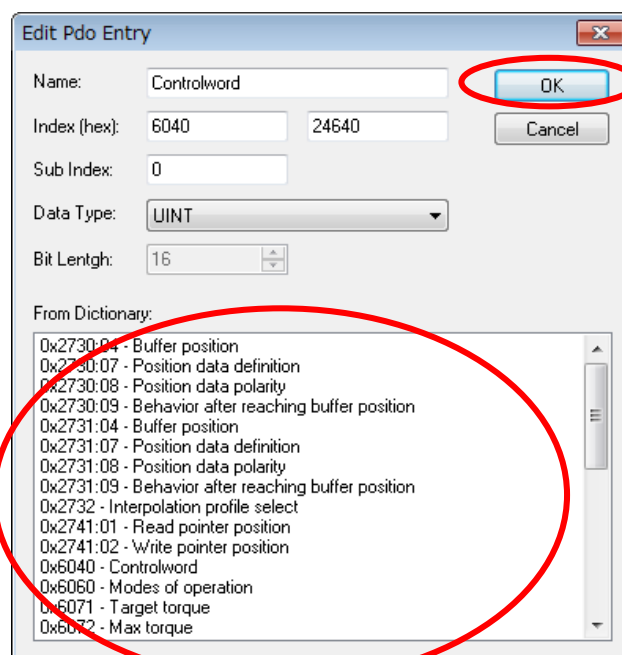 Edit Pdo Entry
Name: Controlword OK
Index (hex): 6040 24640 Cancel
Sub Index: 0
Data Type: UINT
Bit Lentgh: 16
From Dictionary:
0x2730:04 - Buffer position
0x2730:07 - Position data definition
0x2730:08 - Position data polarity
0x2730:09 - Behavior after reaching buffer position
0x2731:04 - Buffer position
0x2731:07 - Position data definition
0x2731:08 - Position data polarity
0x2731:09 - Behavior after reaching buffer position
0x2732 - Interpolation profile select
0x2741:01 - Read pointer position
0x2741:02 - Write pointer position
0x6040 - Controlword
0x6060 - Modes of operation
0x6071 - Target torque
0x6072 - Max torque